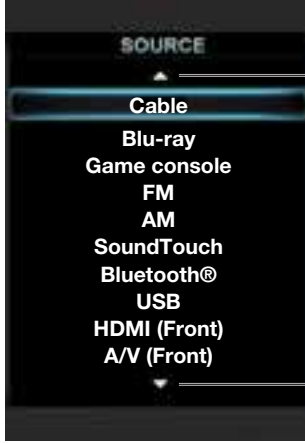 SOURCE
Cable
Blu-ray
Game console
FM
AM
SoundTouch
Bluetooth®
USB
HDMI (Front)
A/V (Front)